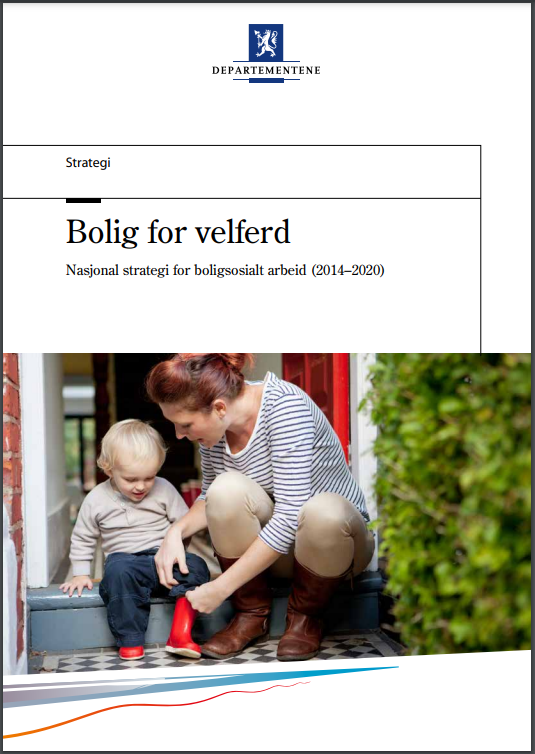 DEPARTEMENTENE
Strategi
Bolig for velferd
Nasjonal strategi for boligsosialt arbeid (2014–2020)